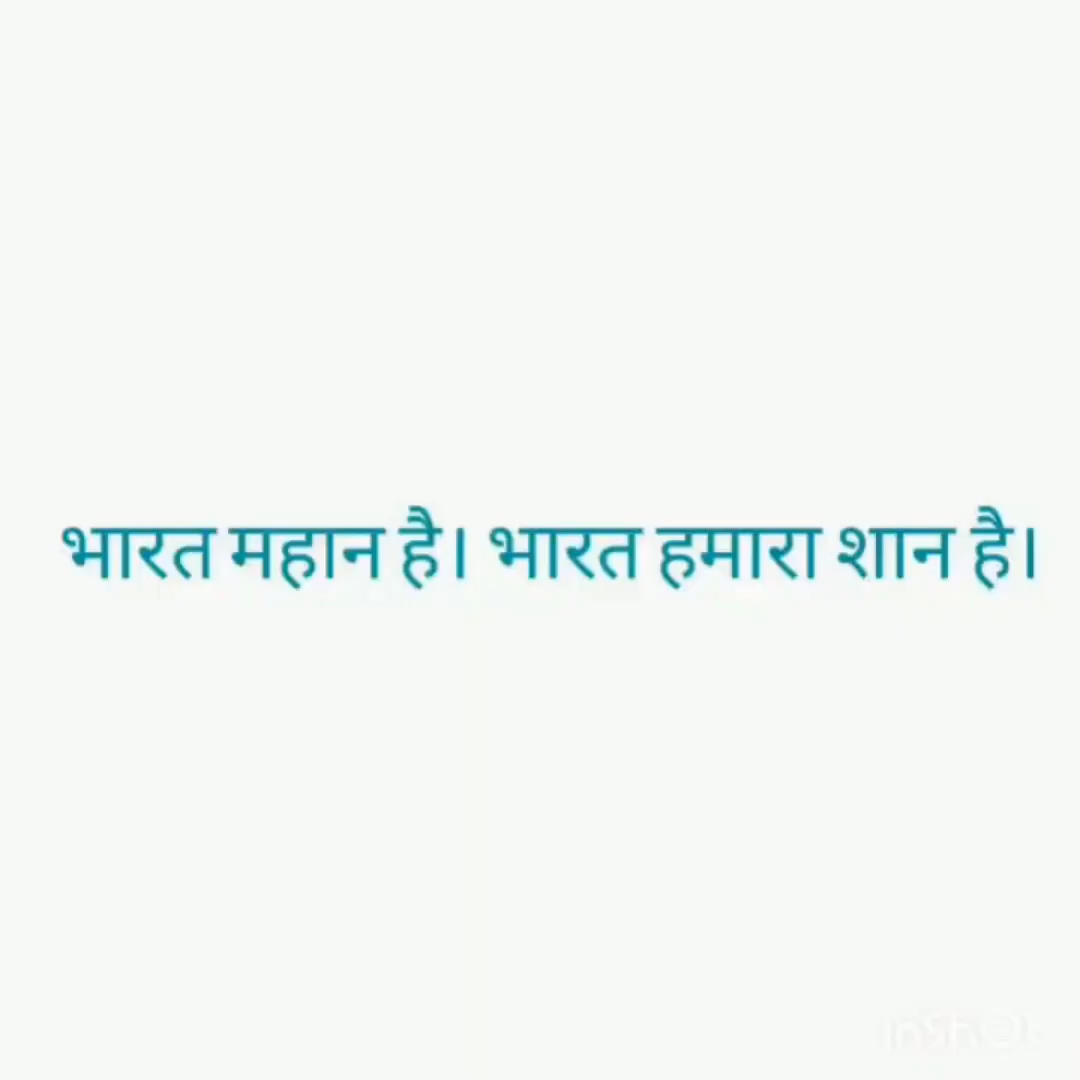 भारत महान है। भारत हमारा शान है।